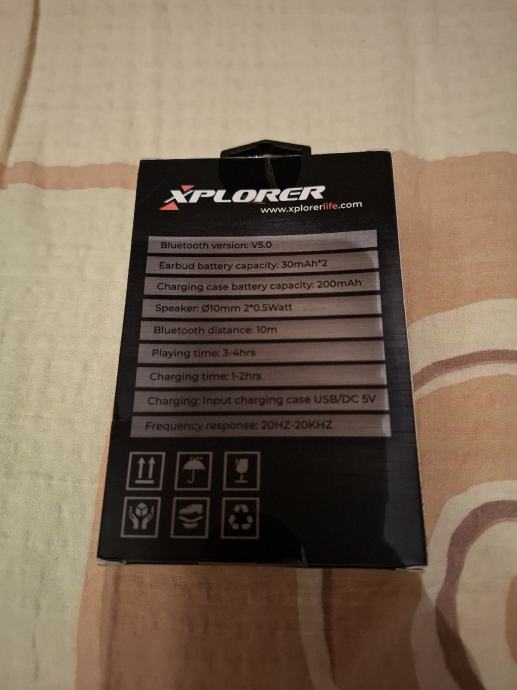 XPLORER
www.xplorerlife.com
Bluetooth version: V5.0
Earbud battery capacity: 30mAh*2
Charging case battery capacity: 200mAh
Speaker: Ø10mm 2*0.5Watt
Bluetooth distance: 10m
Playing time: 3-4hrs
Charging time: 1-2hrs
Charging: Input charging case USB/DC 5V
Frequency response: 20HZ-20KHZ